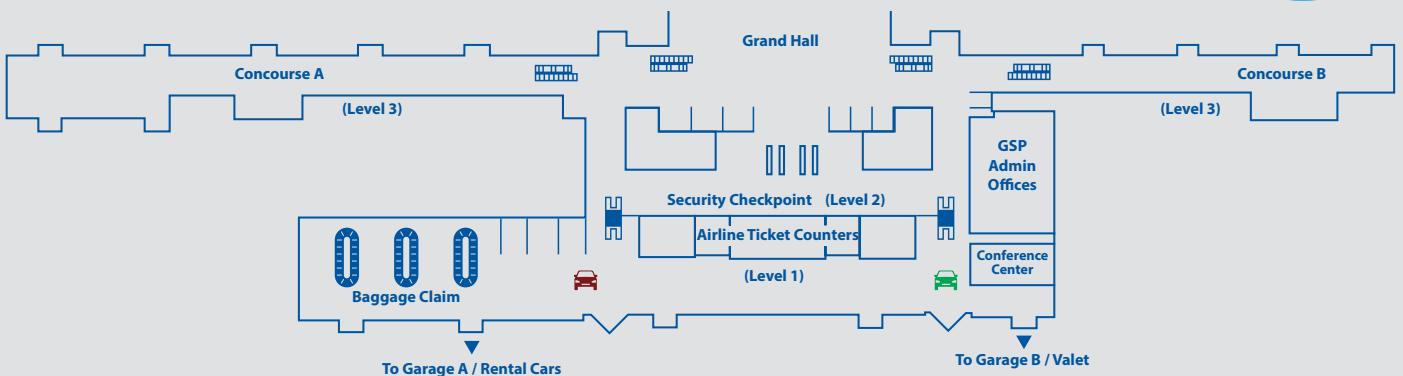 Grand Hall
Concourse A
Concourse B
(Level 3)
(Level 3)
GSP
Admin
Offices
Security Checkpoint (Level 2)
Airline Ticket Counters
Conference
Center
(Level 1)
Baggage Claim
To Garage A / Rental Cars
To Garage B / Valet